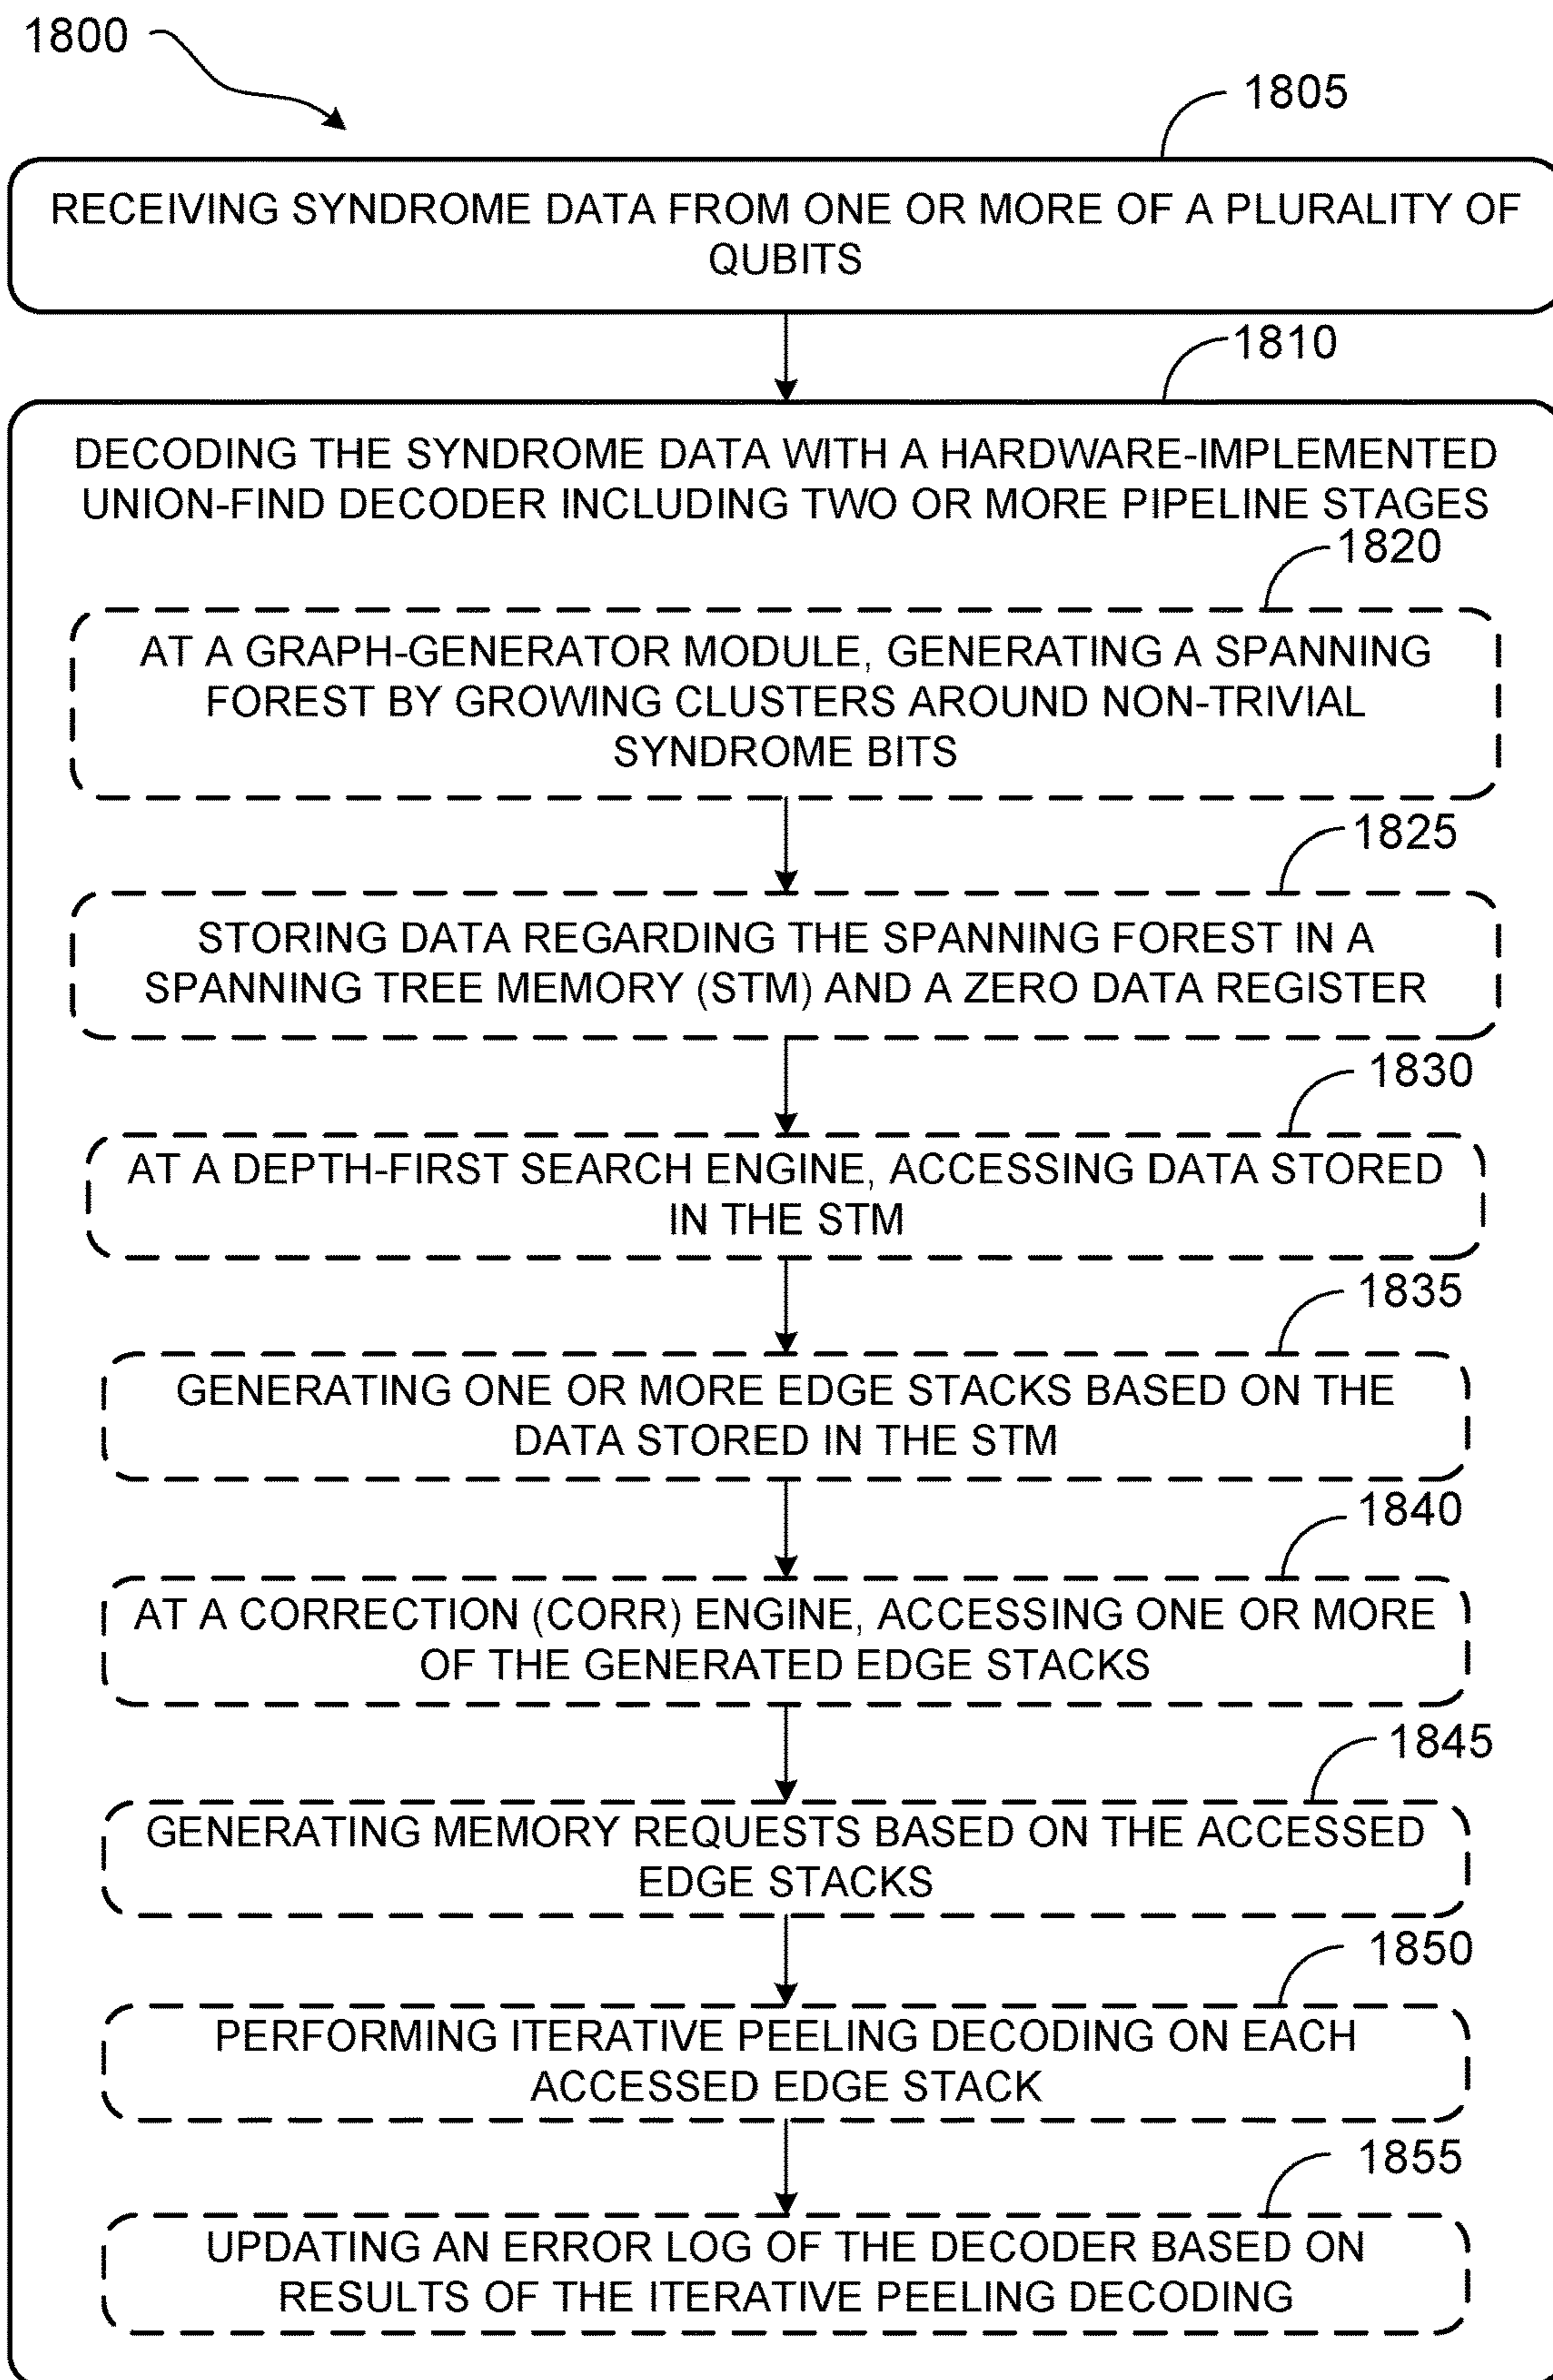 1800
1805
RECEIVING SYNDROME DATA FROM ONE OR MORE OF A PLURALITY OF
QUBITS
1810
DECODING THE SYNDROME DATA WITH A HARDWARE-IMPLEMENTED
UNION-FIND DECODER INCLUDING TWO OR MORE PIPELINE STAGES
1820
AT A GRAPH-GENERATOR MODULE, GENERATING A SPANNING
FOREST BY GROWING CLUSTERS AROUND NON-TRIVIAL
SYNDROME BITS
1825
STORING DATA REGARDING THE SPANNING FOREST IN A
SPANNING TREE MEMORY (STM) AND A ZERO DATA REGISTER
1830
AT A DEPTH-FIRST SEARCH ENGINE, ACCESSING DATA STORED
IN THE STM
1835
GENERATING ONE OR MORE EDGE STACKS BASED ON THE
DATA STORED IN THE STM
1840
AT A CORRECTION (CORR) ENGINE, ACCESSING ONE OR MORE
OF THE GENERATED EDGE STACKS
1845
GENERATING MEMORY REQUESTS BASED ON THE ACCESSED
EDGE STACKS
1850
PERFORMING ITERATIVE PEELING DECODING ON EACH
ACCESSED EDGE STACK
1855
UPDATING AN ERROR LOG OF THE DECODER BASED ON
RESULTS OF THE ITERATIVE PEELING DECODING